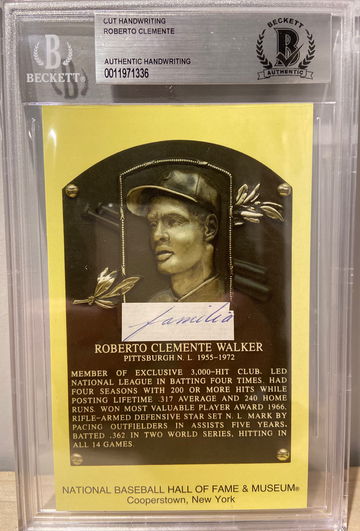 CUT HANDWRITING
ROBERTO CLEMENTE
AUTHENTIC HANDWRITING
0011971336
B
BECKETT
BECKETT
AUTHENTIC
familia
ROBERTO CLEMENTE WALKER
PITTSBURGH N. L. 1955-1972
MEMBER OF EXCLUSIVE 3,000-HIT CLUB. LED
NATIONAL LEAGUE IN BATTING FOUR TIMES. HAD
FOUR SEASONS WITH 200 OR MORE HITS WHILE
POSTING LIFETIME .317 AVERAGE AND 240 HOME
RUNS. WON MOST VALUABLE PLAYER AWARD 1966.
RIFLE-ARMED DEFENSIVE STAR SET N. L. MARK BY
PACING OUTFIELDERS IN ASSISTS FIVE YEARS.
BATTED .362 IN TWO WORLD SERIES, HITTING IN
ALL 14 GAMES.
NATIONAL BASEBALL HALL OF FAME & MUSEUM®
Cooperstown, New York